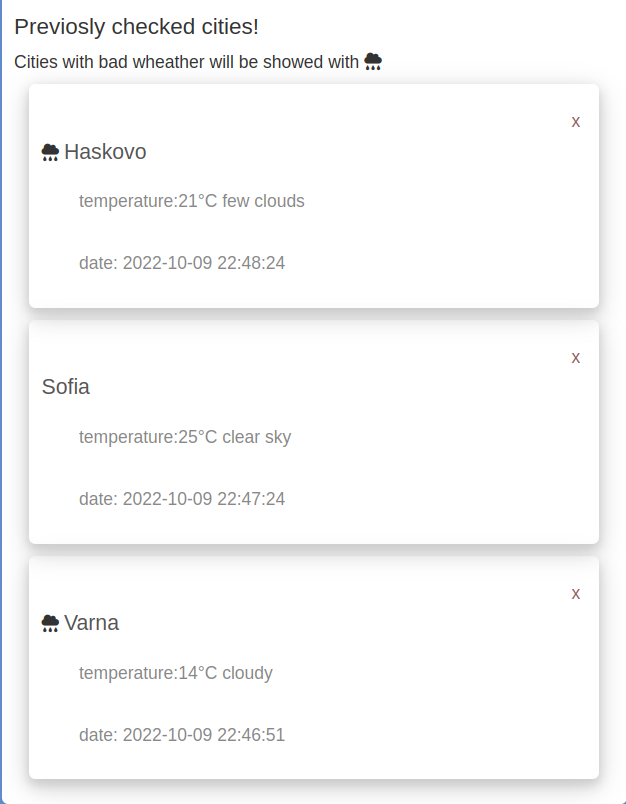 Previosly checked cities!
Cities with bad wheather will be showed with
x
Haskovo
temperature:21°C few clouds
date: 2022-10-09 22:48:24
x
Sofia
temperature:25°C clear sky
date: 2022-10-09 22:47:24
x
Varna
temperature:14°C cloudy
date: 2022-10-09 22:46:51